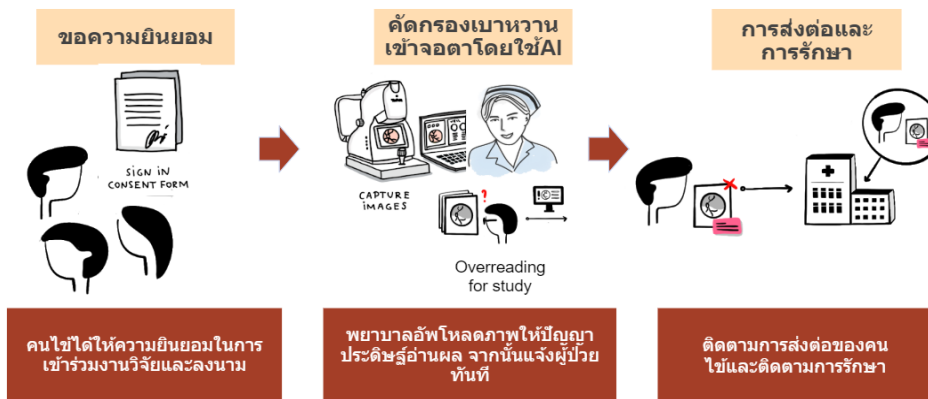 ขอความยินยอม
SIGN IN
CONSENT FORM
คนไข้ได้ให้ความยินยอมในการ
เข้าร่วมงานวิจัยและลงนาม
คัดกรองเบาหวาน
เข้าจอตาโดยใช้AI
CAPTURE
IMAGES
?
Overreading
for study
พยาบาลอัพโหลดภาพให้ปัญญา
ประดิษฐ์อ่านผล จากนั้นแจ้งผู้ป่วย
ทันที
การส่งต่อและ
การรักษา
ติดตามการส่งต่อของคน
ไข้และติดตามการรักษา